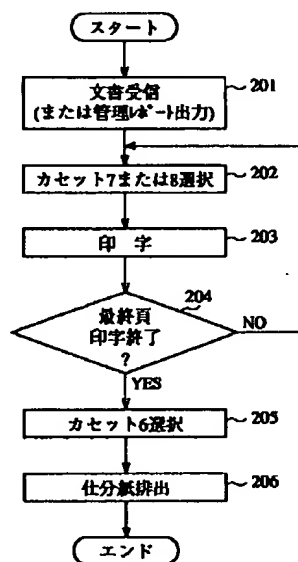 スタート
文書受信
201
(または管理レポート出力)
カセット7または8選択
202
印 字
203
204
最終頁
印字終了
?
NO
YES
カセット6選択
205
仕分紙排出
206
エンド